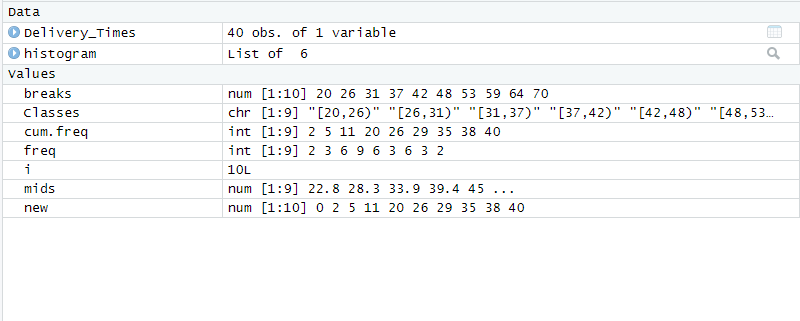 Data
Delivery_Times 40 obs. of 1 variable
histogram List of 6
Values
breaks num [1:10] 20 26 31 37 42 48 53 59 64 70
Classes chr [1:9] "[20,26)" "[26,31)" "[31,37)" "[37,42)" "[42,48)" "[48,53…
cum.freq int [1:9] 2 5 11 20 26 29 35 38 40
freq int [1:9] 2 3 6 9 6 3 6 3 2
i 10L
mids num [1:9] 22.8 28.3 33.9 39.4 45 ...
new num [1:10] 0 2 5 11 20 26 29 35 38 40